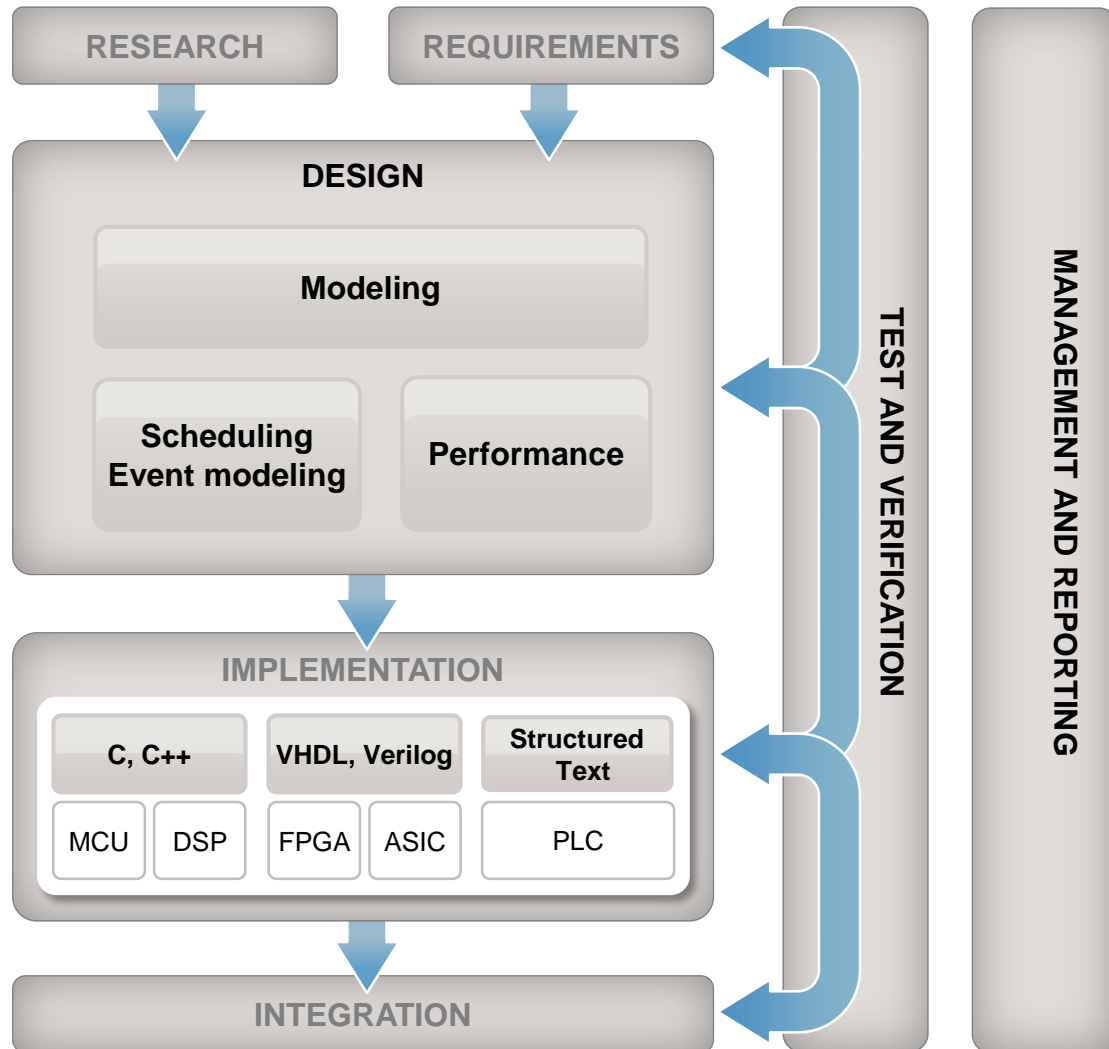 RESEARCH
REQUIREMENTS
DESIGN
Modeling
Scheduling
Event modeling
Performance
IMPLEMENTATION
C, C++
VHDL, Verilog
Structured
Text
MCU
DSP
FPGA
ASIC
PLC
INTEGRATION
TEST AND VERIFICATION
MANAGEMENT AND REPORTING